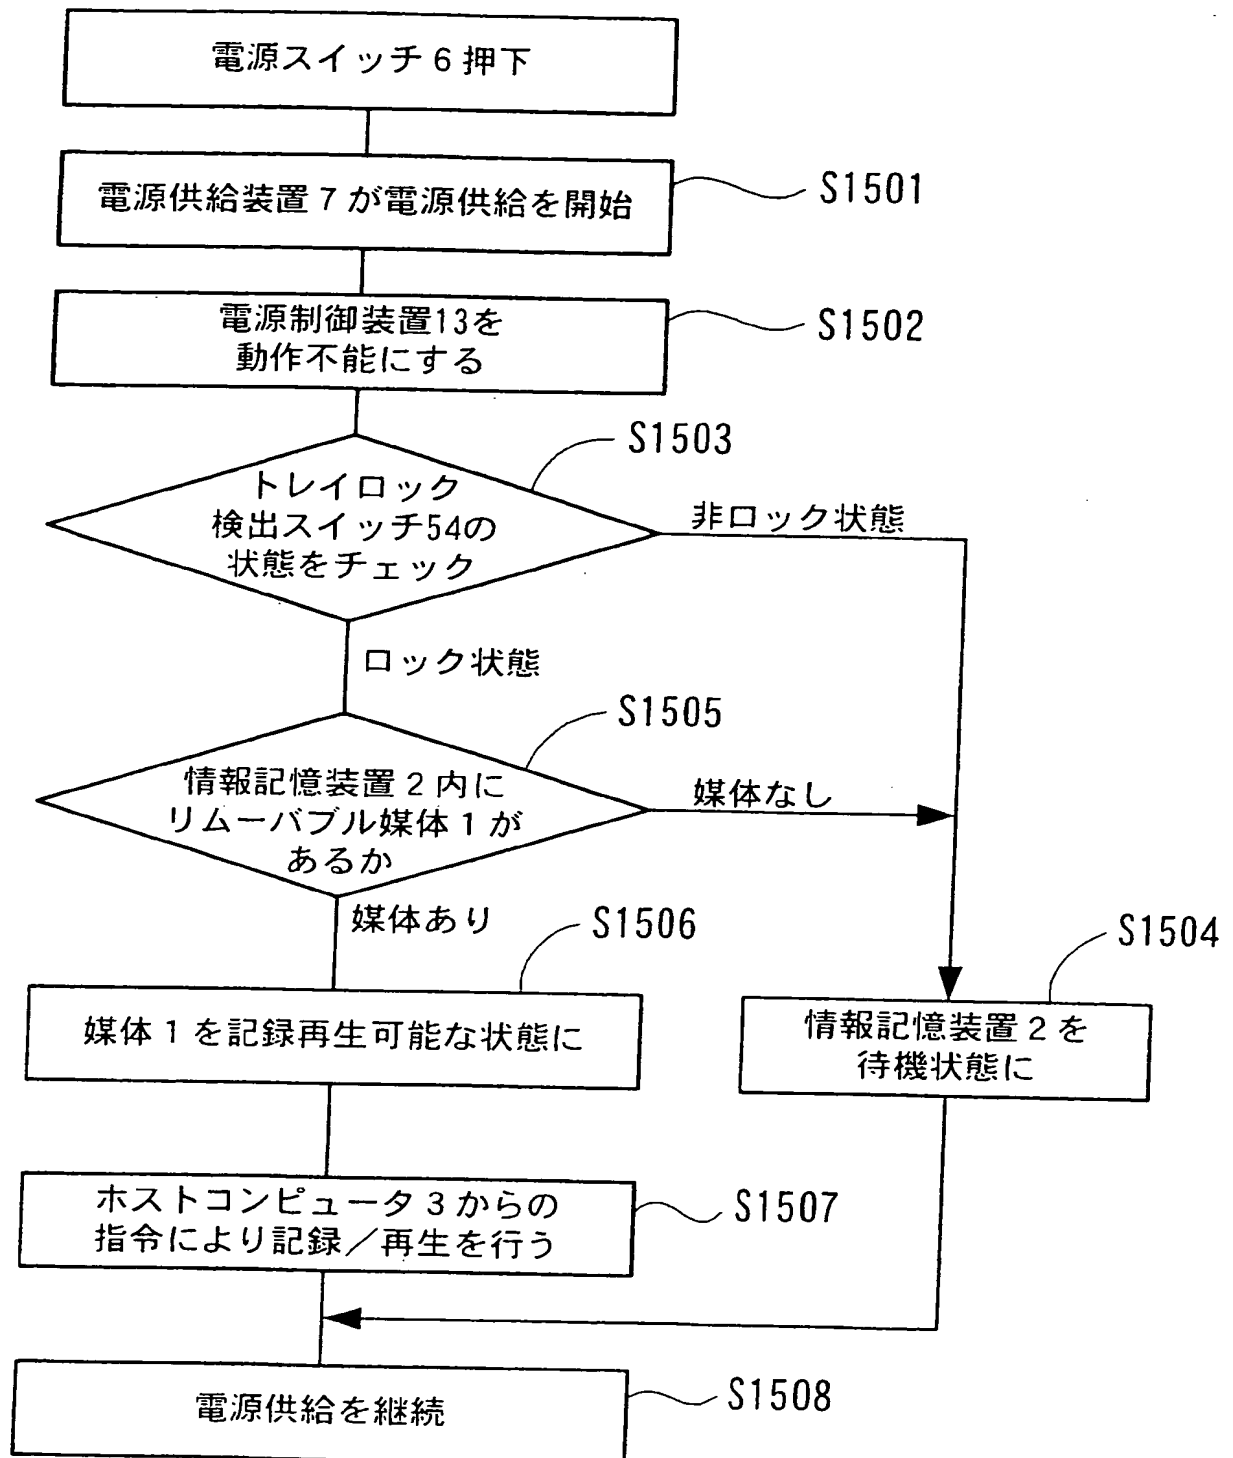 電源スイッチ6押下
電源供給装置7が電源供給を開始
S1501
電源制御装置13を
動作不能にする
S1502
S1503
トレイロック
検出スイッチ54の
状態をチェック
非ロック状態
ロック状態
S1505
情報記憶装置2内に
リムーバブル媒体1が
あるか
媒体なし
媒体あり
S1506
S1504
媒体1を記録再生可能な状態に
情報記憶装置2を
待機状態に
ホストコンピュータ3からの
指令により記録／再生を行う
S1507
電源供給を継続
S1508